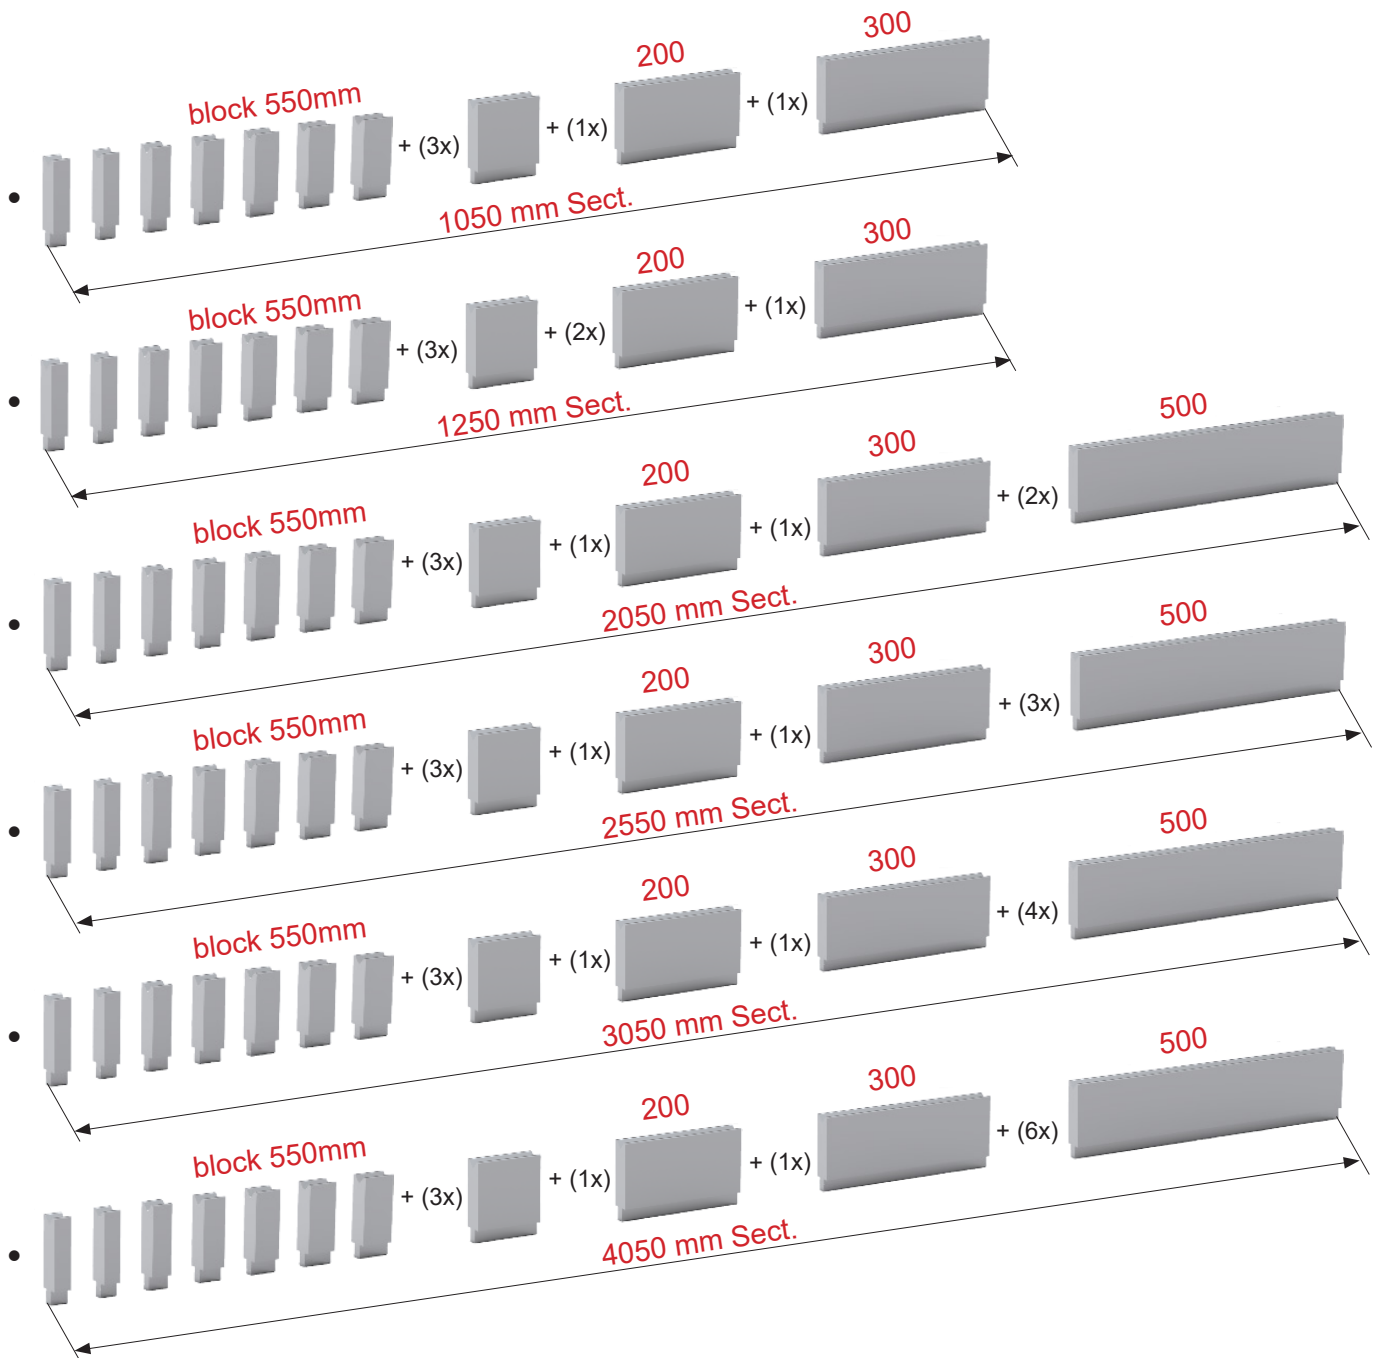 block 550mm + (3x) + (1x) 200 + (1x) 300
1050 mm Sect.
block 550mm + (3x) + (2x) 200 + (1x) 300
1250 mm Sect.
block 550mm + (3x) + (1x) 200 + (1x) 300 + (2x) 500
2050 mm Sect.
block 550mm + (3x) + (1x) 200 + (1x) 300 + (3x) 500
2550 mm Sect.
block 550mm + (3x) + (1x) 200 + (1x) 300 + (4x) 500
3050 mm Sect.
block 550mm + (3x) + (1x) 200 + (1x) 300 + (6x) 500
4050 mm Sect.